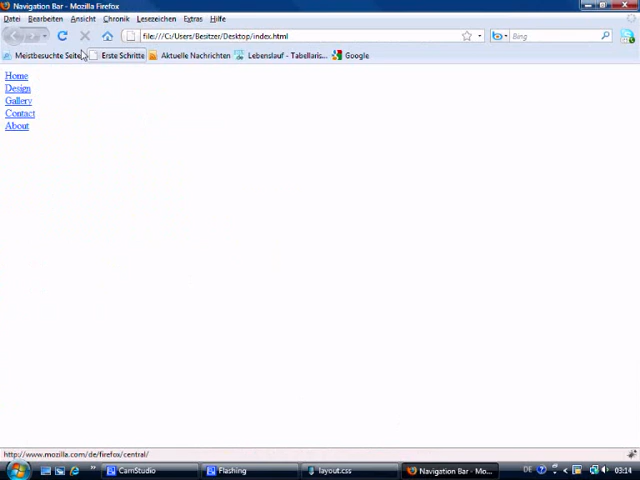 Navigation Bar - Mozilla Firefox
Datei Bearbeiten Ansicht Chronik Lesezeichen Extras Hilfe
file:///C:/Users/Besitzer/Desktop/index.html Bing
Meistbesuchte Seite Erste Schritte Aktuelle Nachrichten Lebenslauf - Tabellaris... Google
Home
Design
Gallery
Contact
About
http://www.mozilla.com/de/firefox/central/
CamStudio Flashing layout.css Navigation Bar - Mo... DE 03:14